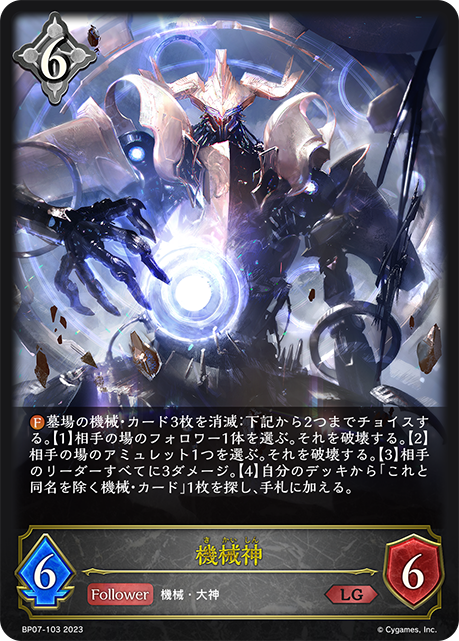 6
Ⓕ墓場の機械・カード3枚を消滅:下記から2つまでチョイスす
る。【1】相手の場のフォロワー1体を選ぶ。それを破壊する。【2】
相手の場のアミュレット1つを選ぶ。それを破壊する。【3】相手
のリーダーすべてに3ダメージ。【4】自分のデッキから「これと
同名を除く機械・カード」1枚を探し、手札に加える。
き かい しん
機械神
6
Follower 機械・大神 LG
6
BP07-103 2023 © Cygames, Inc.